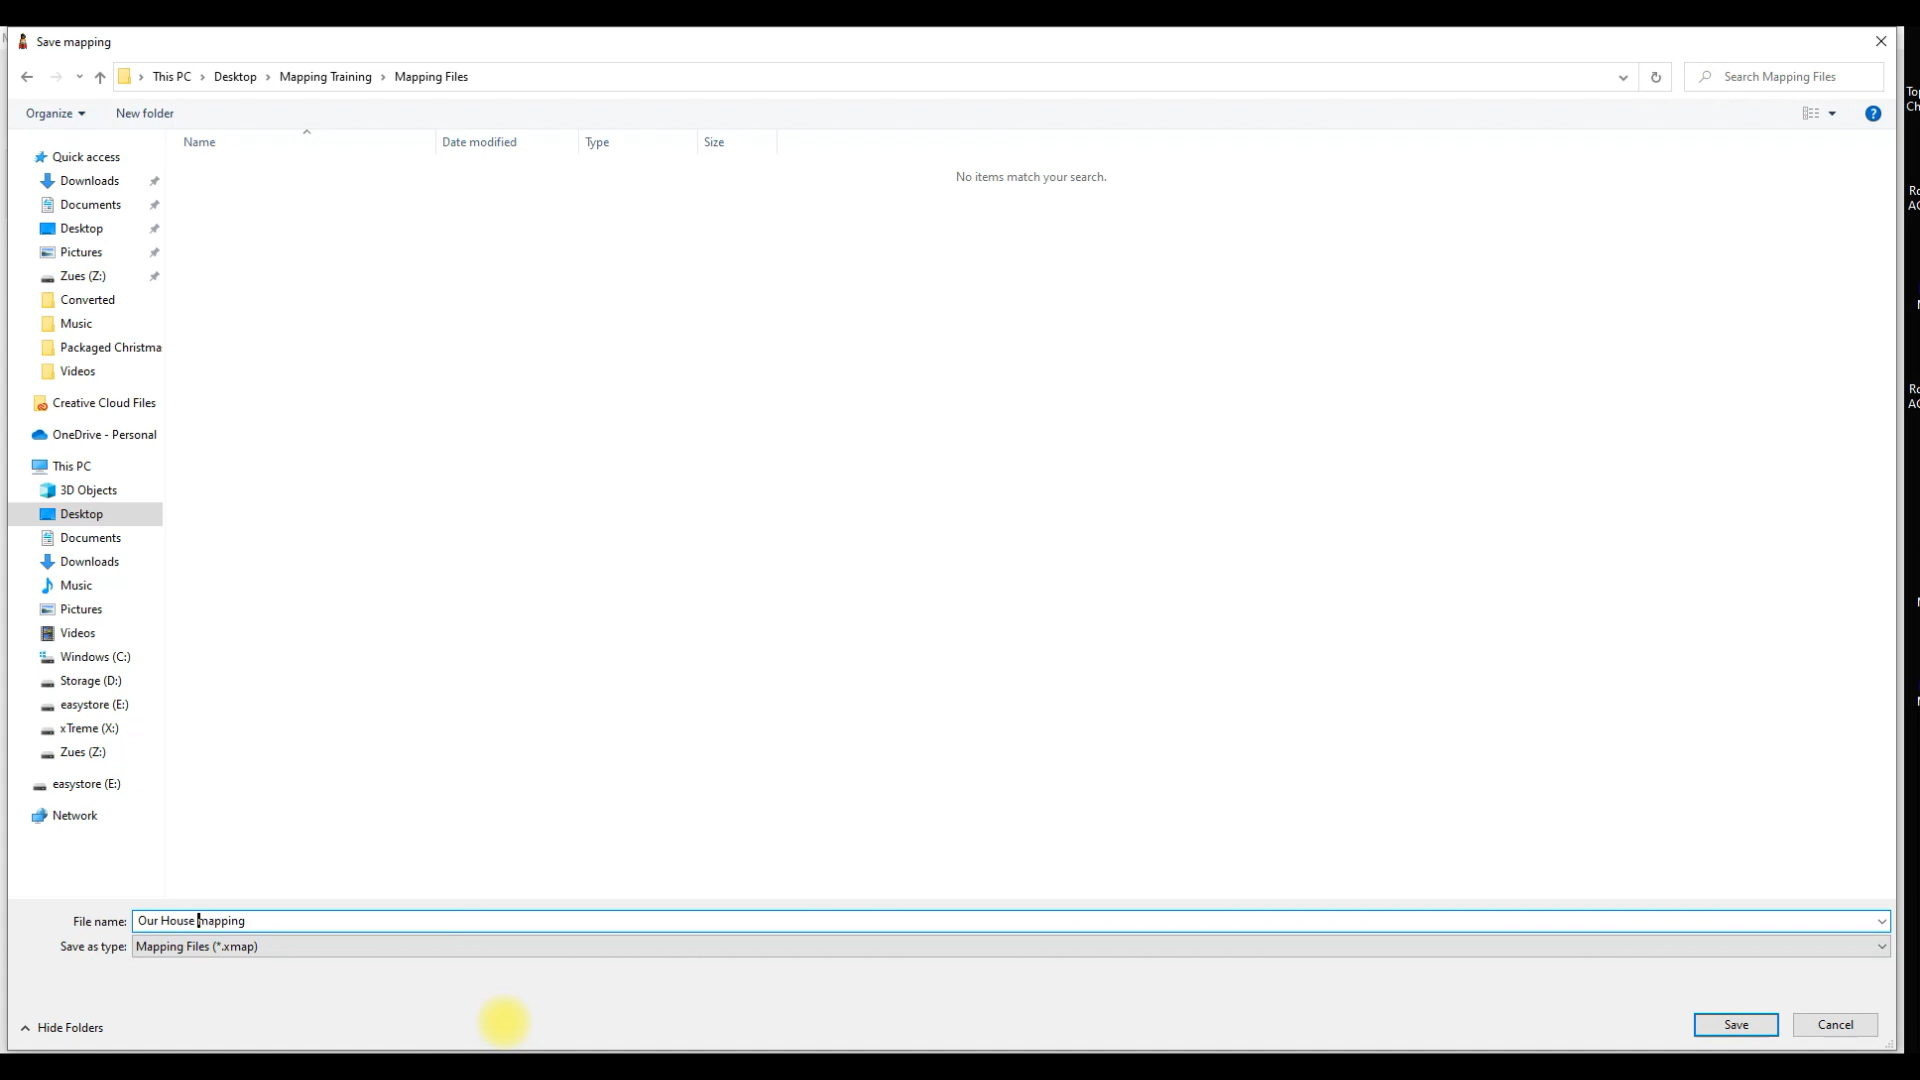 Save mapping
This PC > Desktop > Mapping Training > Mapping Files
Search Mapping Files
Organize
New folder
Name
Date modified
Type
Size
No items match your search.
Quick access
Downloads
Documents
Desktop
Pictures
Zues (Z:)
Converted
Music
Packaged Christma
Videos
Creative Cloud Files
OneDrive - Personal
This PC
3D Objects
Desktop
Documents
Downloads
Music
Pictures
Videos
Windows (C:)
Storage (D:)
easystore (E:)
xTreme (X:)
Zues (Z:)
easystore (E:)
Network
File name: Our House mapping
Save as type: Mapping Files (*.xmap)
Hide Folders
Save
Cancel